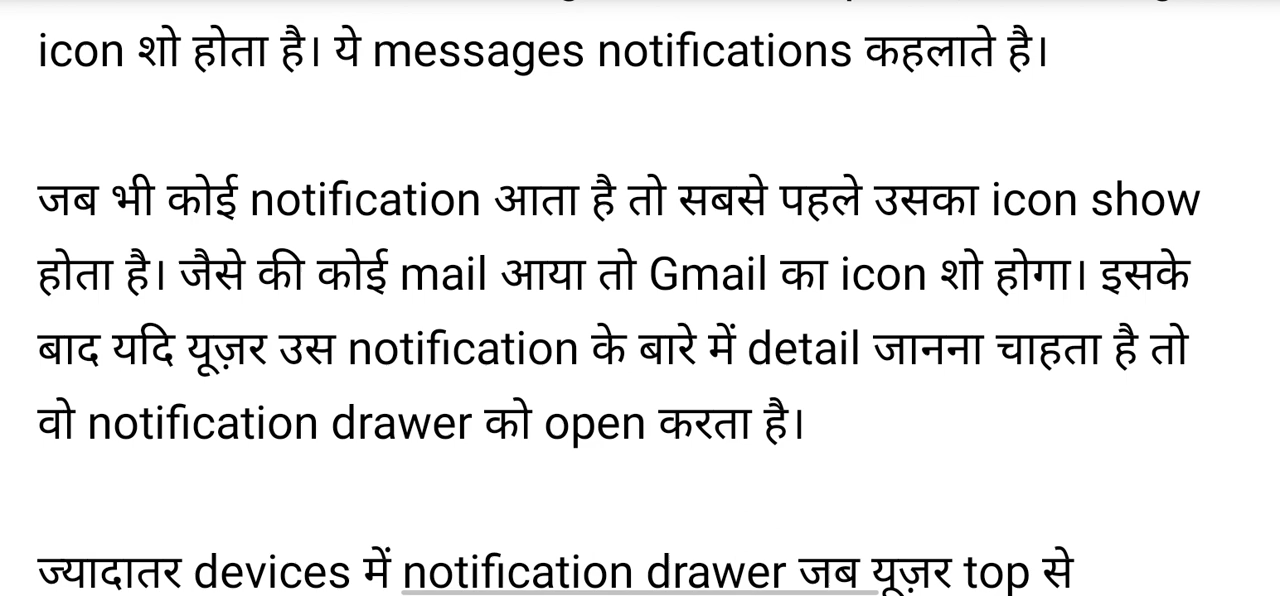 icon शो होता है। ये messages notifications कहलाते है।
जब भी कोई notification आता है तो सबसे पहले उसका icon show
होता है। जैसे की कोई mail आया तो Gmail का icon शो होगा। इसके
बाद यदि यूज़र उस notification के बारे में detail जानना चाहता है तो
वो notification drawer को open करता है।
ज्यादातर devices में notification drawer जब यूज़र top से